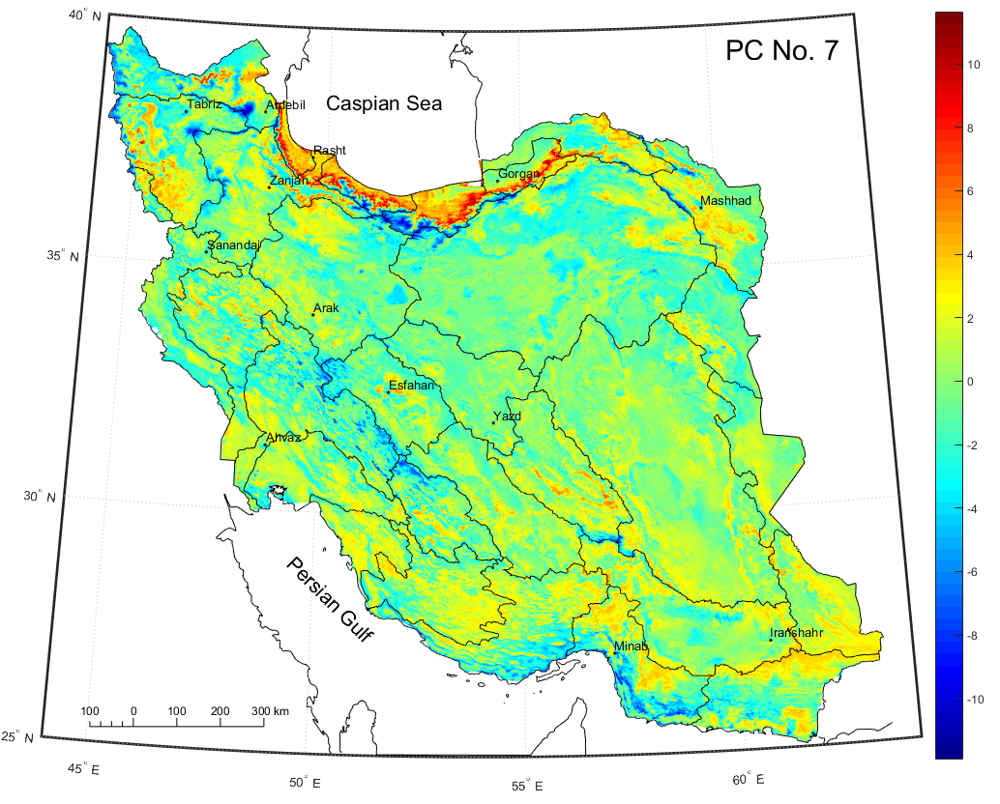 40° N
PC No. 7
10
Caspian Sea
Tabriz
Ardebil
8
Rasht
Gorgan
Zanjan
6
Mashhad
Sanandaj
35° N
4
Arak
2
Esfahan
0
Yazd
Ahvaz
-2
30° N
-4
Persian Gulf
-6
Iranshahr
Minab
-8
-10
100 0 100 200 300 km
25° N
45° E
50° E
55° E
60° E